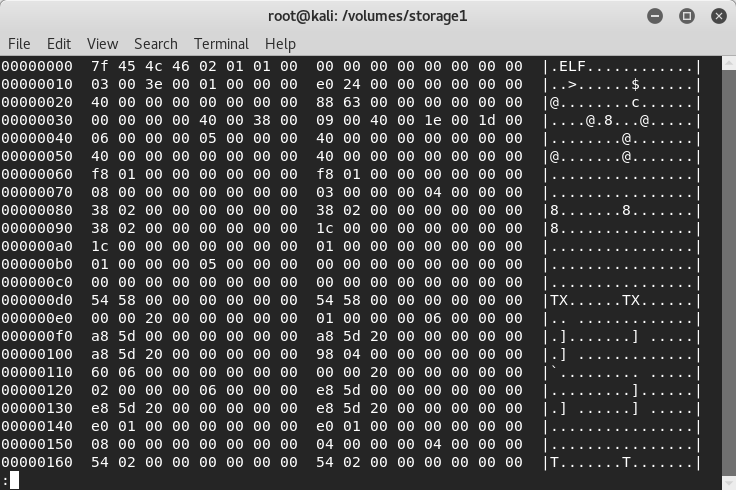 root@kali: /volumes/storage1
File Edit View Search Terminal Help
00000000  7f 45 4c 46 02 01 01 00  00 00 00 00 00 00 00 00  |.ELF............|
00000010  03 00 3e 00 01 00 00 00  e0 24 00 00 00 00 00 00  |..>......$......|
00000020  40 00 00 00 00 00 00 00  88 63 00 00 00 00 00 00  |@........c......|
00000030  00 00 00 00 40 00 38 00  09 00 40 00 1e 00 1d 00  |....@.8...@.....|
00000040  06 00 00 00 05 00 00 00  40 00 00 00 00 00 00 00  |........@.......|
00000050  40 00 00 00 00 00 00 00  40 00 00 00 00 00 00 00  |@.......@.......|
00000060  f8 01 00 00 00 00 00 00  f8 01 00 00 00 00 00 00  |................|
00000070  08 00 00 00 00 00 00 00  03 00 00 00 04 00 00 00  |................|
00000080  38 02 00 00 00 00 00 00  38 02 00 00 00 00 00 00  |8.......8.......|
00000090  38 02 00 00 00 00 00 00  1c 00 00 00 00 00 00 00  |8...............|
000000a0  1c 00 00 00 00 00 00 00  01 00 00 00 00 00 00 00  |................|
000000b0  01 00 00 00 05 00 00 00  00 00 00 00 00 00 00 00  |................|
000000c0  00 00 00 00 00 00 00 00  00 00 00 00 00 00 00 00  |................|
000000d0  54 58 00 00 00 00 00 00  54 58 00 00 00 00 00 00  |TX......TX......|
000000e0  00 00 20 00 00 00 00 00  01 00 00 00 06 00 00 00  |.. .............|
000000f0  a8 5d 00 00 00 00 00 00  a8 5d 20 00 00 00 00 00  |.].......] .....|
00000100  a8 5d 20 00 00 00 00 00  98 04 00 00 00 00 00 00  |.] .............|
00000110  60 06 00 00 00 00 00 00  00 00 20 00 00 00 00 00  |`......... .....|
00000120  02 00 00 00 06 00 00 00  e8 5d 00 00 00 00 00 00  |.........]......|
00000130  e8 5d 20 00 00 00 00 00  e8 5d 20 00 00 00 00 00  |.] ......] .....|
00000140  e0 01 00 00 00 00 00 00  e0 01 00 00 00 00 00 00  |................|
00000150  08 00 00 00 00 00 00 00  04 00 00 00 04 00 00 00  |................|
00000160  54 02 00 00 00 00 00 00  54 02 00 00 00 00 00 00  |T.......T.......|
: